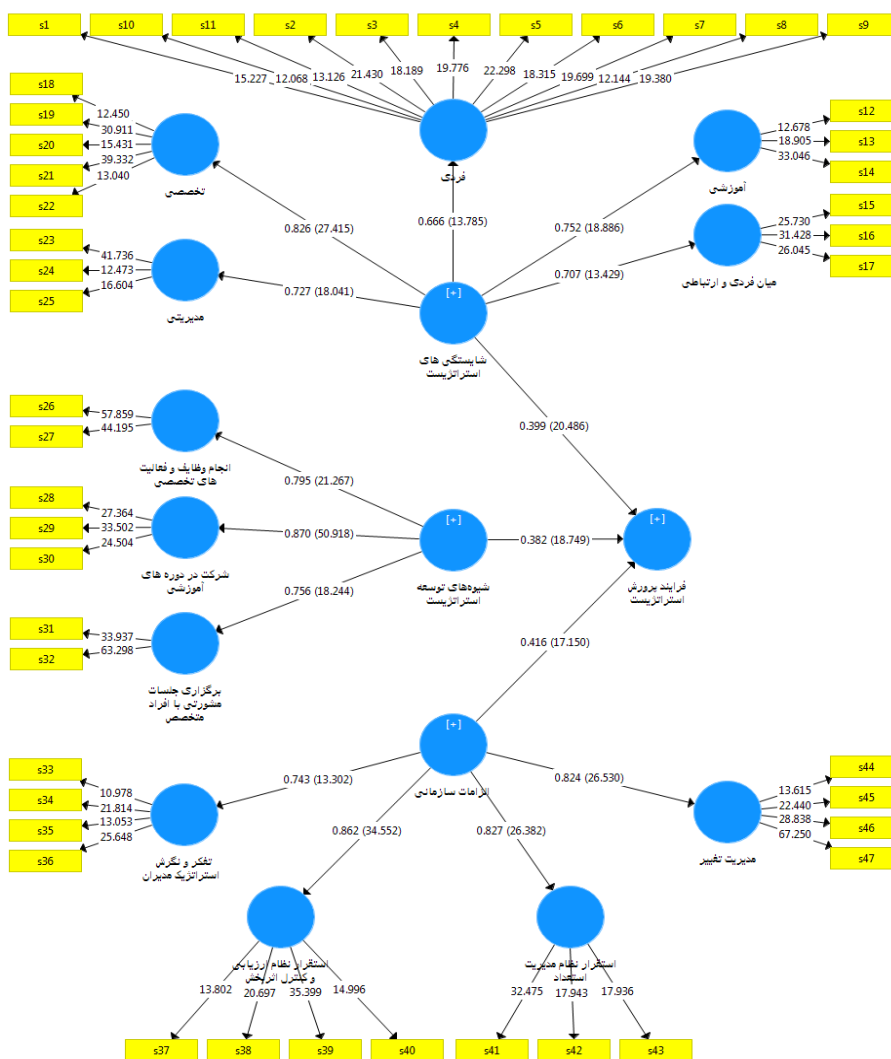 s1
s10
s11
s2
s3
s4
s5
s6
s7
s8
s9
15.227
12.068
13.126
21.430
18.189
19.776
22.298
18.315
19.699
12.144
19.380
s18
s19
s20
s21
s22
12.450
30.911
15.431
39.332
13.040
تخصصی
فردی
s12
s13
s14
12.678
18.905
33.046
آموزشی
0.826 (27.415)
0.666 (13.785)
0.752 (18.886)
s15
s16
s17
25.730
31.428
26.045
میان فردی و ارتباطی
0.707 (13.429)
s23
s24
s25
41.736
12.473
16.604
مدیریتی
0.727 (18.041)
[+]
شایستگی های
استراتژیست
0.399 (20.486)
s26
s27
57.859
44.195
انجام وظایف و فعالیت
های تخصصی
0.795 (21.267)
s28
s29
s30
27.364
33.502
24.504
شرکت در دوره های
آموزشی
0.870 (50.918)
[+]
شیوه‌های توسعه
استراتژیست
0.382 (18.749)
[+]
فرایند پرورش
استراتژیست
0.756 (18.244)
s31
s32
33.937
63.298
برگزاری جلسات
مشورتی با افراد
متخصص
0.416 (17.150)
[+]
الزامات سازمانی
s33
s34
s35
s36
10.978
21.814
13.053
25.648
تفکر و نگرش
استراتژیک مدیران
0.743 (13.302)
0.862 (34.552)
0.827 (26.382)
0.824 (26.530)
s44
s45
s46
s47
13.615
22.440
28.838
67.250
مدیریت تغییر
استقرار نظام ارزیابی
و کنترل اثربخش
13.802
20.697
35.399
14.996
استقرار نظام مدیریت
استعداد
32.475
17.943
17.936
s37
s38
s39
s40
s41
s42
s43